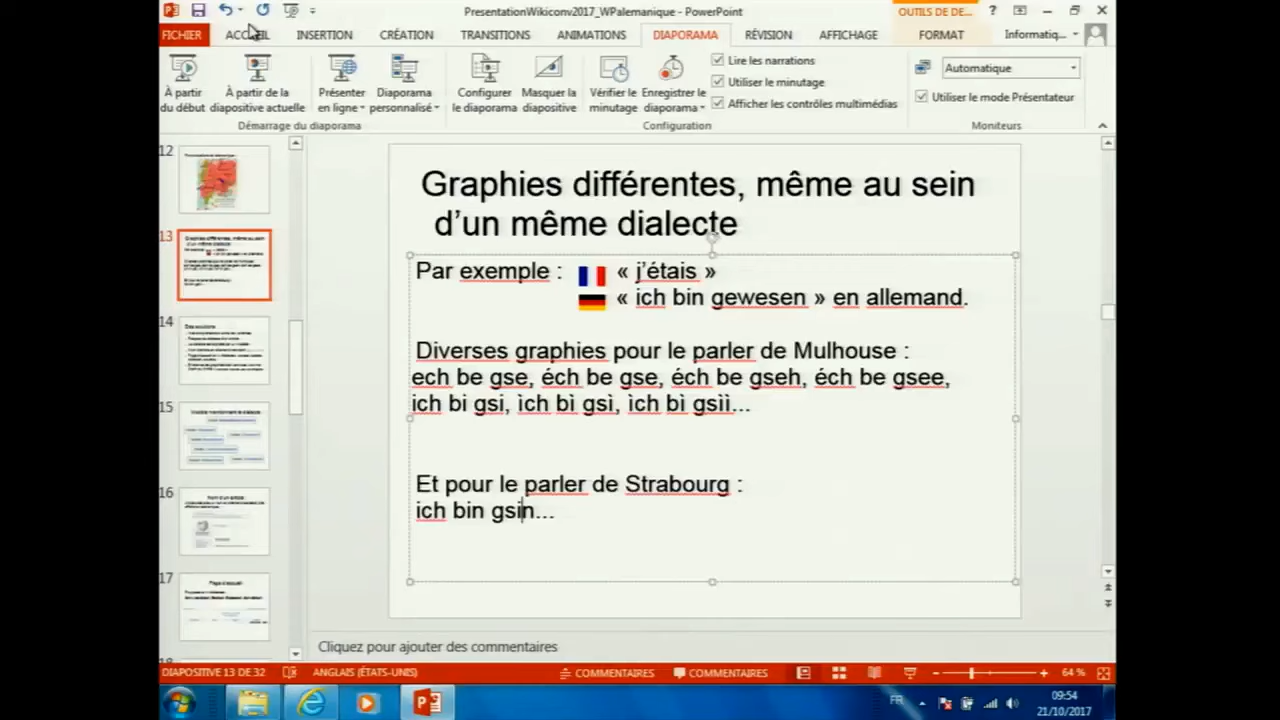 PresentationWikiconv2017_WPalemanique - PowerPoint
OUTILS DE DE...
?
FICHIER ACCUEIL INSERTION CRÉATION TRANSITIONS ANIMATIONS DIAPORAMA RÉVISION AFFICHAGE FORMAT Informatiq...
À partir du début
À partir de la diapositive actuelle
Présenter en ligne
Diaporama personnalisé
Configurer le diaporama
Masquer la diapositive
Vérifier le minutage
Enregistrer le diaporama
Lire les narrations
Utiliser le minutage
Afficher les contrôles multimédias
Automatique
Utiliser le mode Présentateur
Démarrage du diaporama
Configuration
Moniteurs
12
13
14
15
16
17
Graphies différentes, même au sein
d’un même dialecte
Par exemple : « j’étais »
« ich bin gewesen » en allemand.
Diverses graphies pour le parler de Mulhouse :
ech be gse, éch be gse, éch be gseh, éch be gsee,
ich bi gsi, ìch bì gsì, ìch bì gsìì...
Et pour le parler de Strabourg :
ich bin gsin...
Cliquez pour ajouter des commentaires
DIAPOSITIVE 13 DE 32 ANGLAIS (ÉTATS-UNIS) COMMENTAIRES COMMENTAIRES 64 %
FR
09:54
21/10/2017